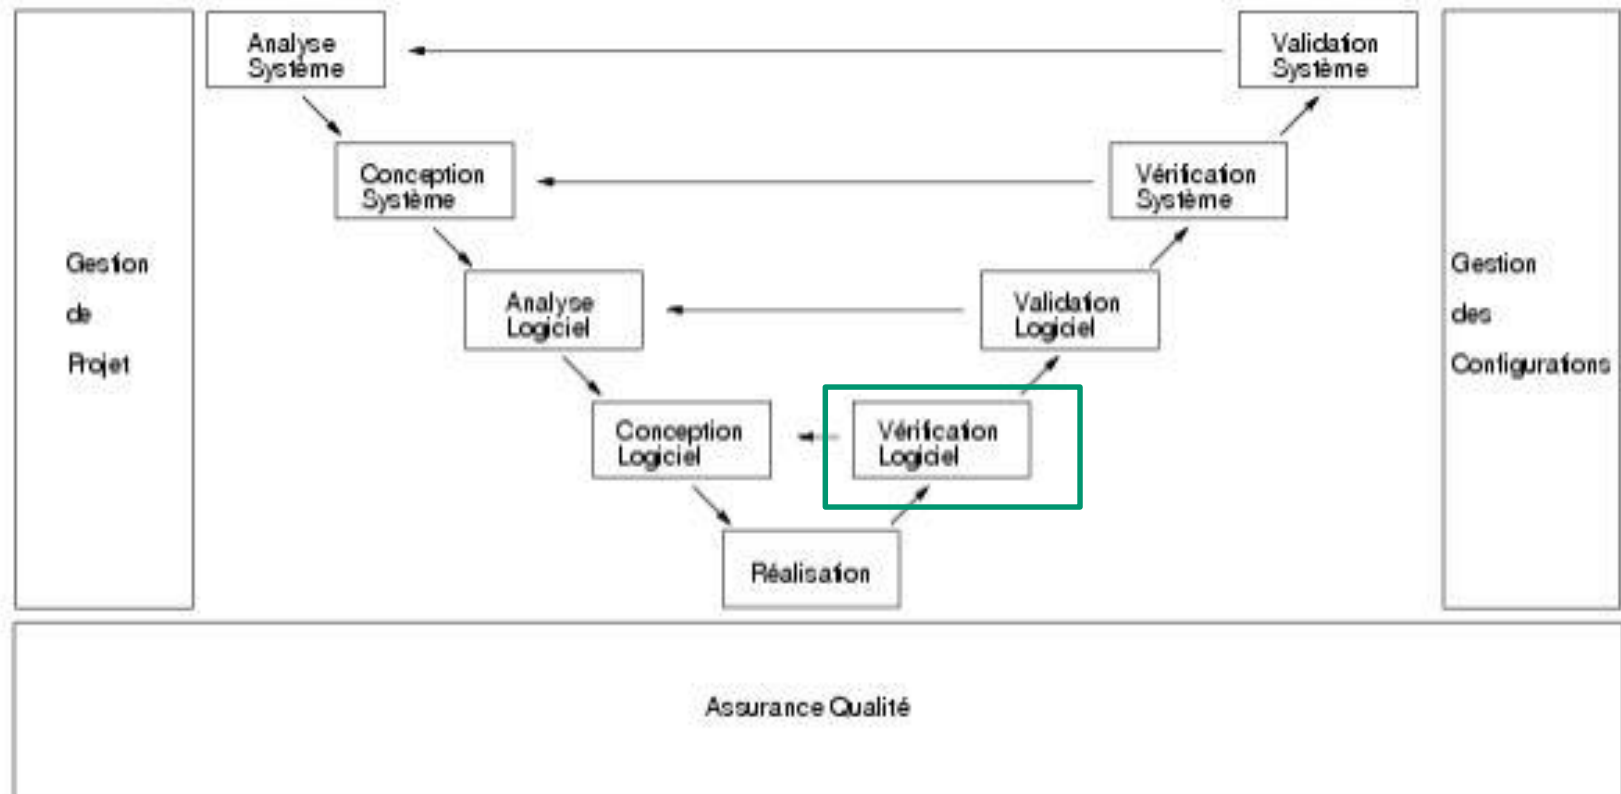 Analyse
Système
Validation
Système
Conception
Système
Vérification
Système
Gestion
de
Projet
Analyse
Logiciel
Validation
Logiciel
Gestion
des
Configurations
Conception
Logiciel
Vérification
Logiciel
Réalisation
Assurance Qualité